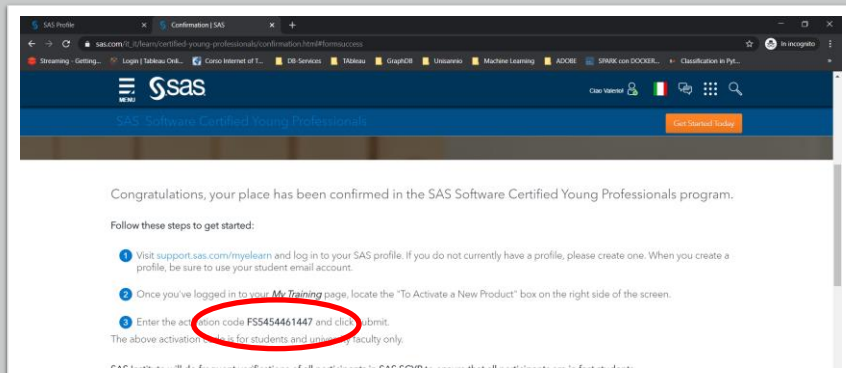 SAS Profile
Confirmation | SAS
sas.com/it_it/learn/certified-young-professionals/confirmation.html#formsuccess
In incognito
Streaming - Getting... Login | Tableau Onli... Corso Internet of T... DB-Services TAbleau GraphDB Unisannio Machine Learning ADOBE SPARK con DOCKER... Classification in Pyt...
MENU
sas
Ciao Valerio!
SAS Software Certified Young Professionals
Get Started Today
Congratulations, your place has been confirmed in the SAS Software Certified Young Professionals program.
Follow these steps to get started:
1 Visit support.sas.com/myelearn and log in to your SAS profile. If you do not currently have a profile, please create one. When you create a
profile, be sure to use your student email account.
2 Once you've logged in to your My Training page, locate the "To Activate a New Product" box on the right side of the screen.
3 Enter the activation code FS5454461447 and click submit.
The above activation code is for students and university faculty only.